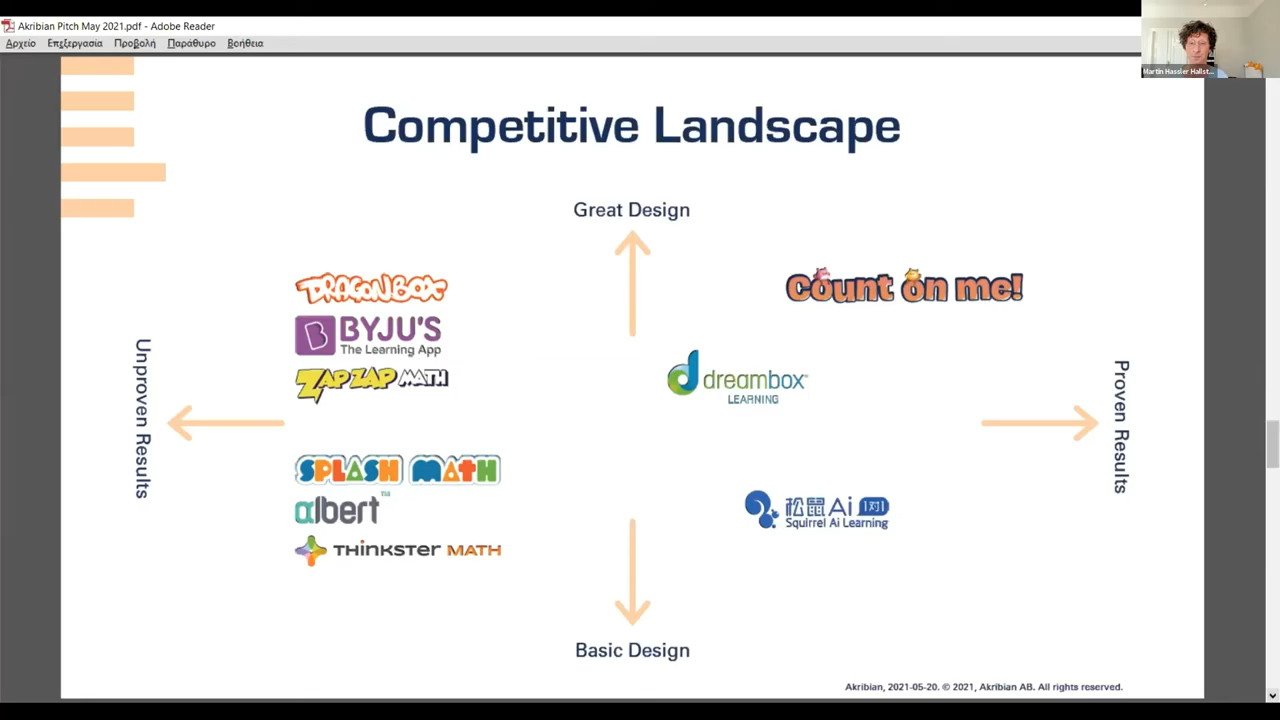 Akribian Pitch May 2021.pdf - Adobe Reader
Αρχείο Επεξεργασία Προβολή Παράθυρο Βοήθεια
Martin Hassler Hallst...
Competitive Landscape
Great Design
DRAGONBOX
Count on me!
BYJU'S
The Learning App
ZAP ZAP MATH
dreambox
LEARNING
Unproven Results
Proven Results
SPLASH MATH
albert™
松鼠Ai 1对1
Squirrel Ai Learning
THINKSTER MATH
Basic Design
Akribian, 2021-05-20. © 2021, Akribian AB. All rights reserved.